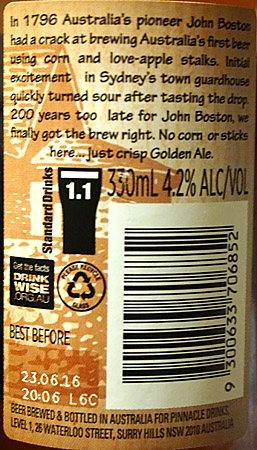 In 1796 Australia's pioneer John Boston
had a crack at brewing Australia's first beer
using corn and love-apple stalks. Initial
excitement in Sydney's town guardhouse
quickly turned sour after tasting the drop.
200 years too late for John Boston, we
finally got the brew right. No corn or sticks
here... just crisp Golden Ale.
Standard Drinks
1.1
330mL 4.2% ALC/VOL
Get the facts
DRINK
WISE
.ORG.AU
PLEASE RECYCLE
GLASS
BEST BEFORE
23.06.16
20:06 L6C
9 300633 706852
BEER BREWED & BOTTLED IN AUSTRALIA FOR PINNACLE DRINKS,
LEVEL 1, 26 WATERLOO STREET, SURRY HILLS NSW 2010 AUSTRALIA